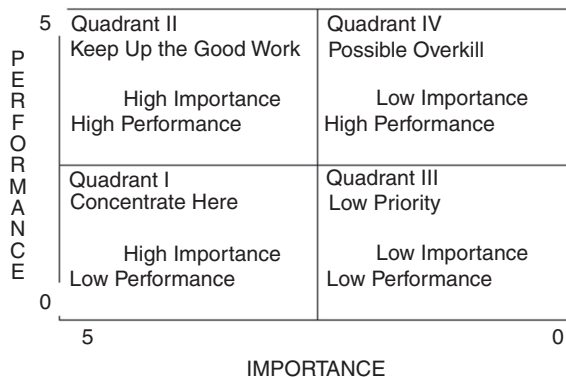 5
PERFORMANCE
0
Quadrant II
Keep Up the Good Work
High Importance
High Performance
Quadrant IV
Possible Overkill
Low Importance
High Performance
Quadrant I
Concentrate Here
High Importance
Low Performance
Quadrant III
Low Priority
Low Importance
Low Performance
5
0
IMPORTANCE